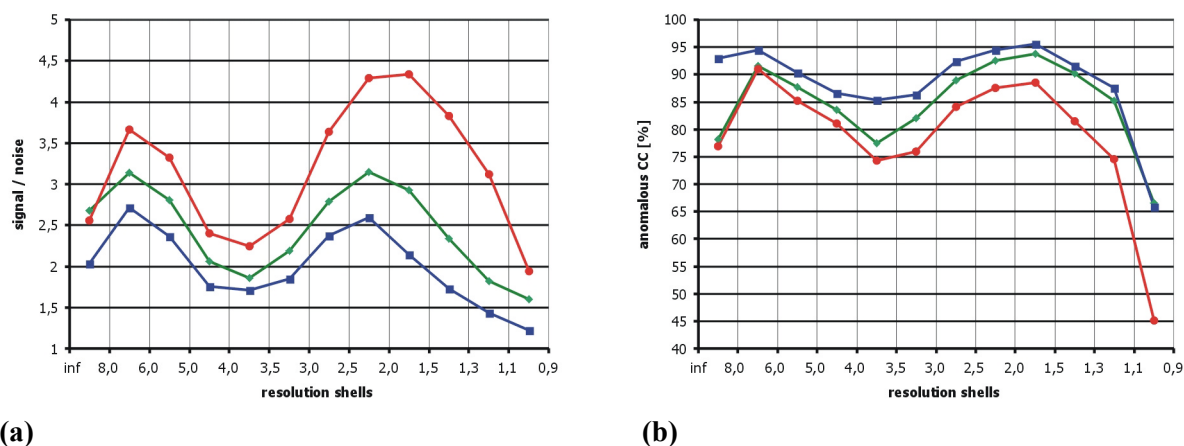 5
4,5
4
3,5
3
2,5
2
1,5
1
signal / noise
inf 8,0 6,0 5,0 4,0 3,5 3,0 2,5 2,0 1,5 1,3 1,1 0,9
resolution shells
(a)
100
95
90
85
80
75
70
65
60
55
50
45
40
anomalous CC [%]
inf 8,0 6,0 5,0 4,0 3,5 3,0 2,5 2,0 1,5 1,3 1,1 0,9
resolution shells
(b)